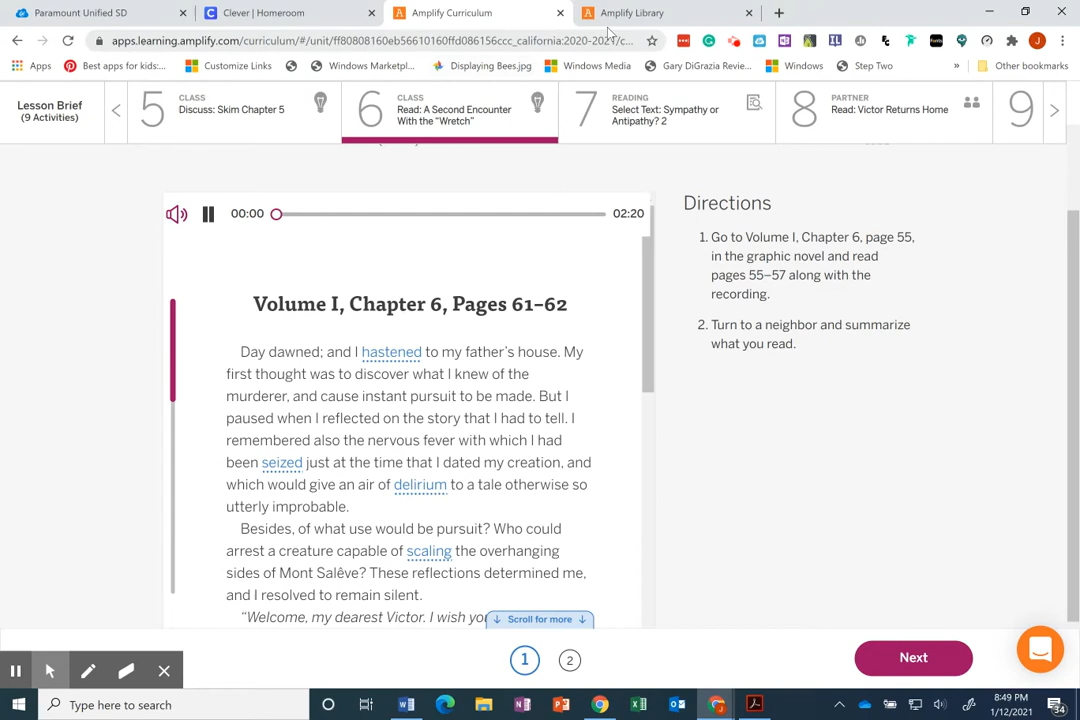 Paramount Unified SD
Clever | Homeroom
Amplify Curriculum
Amplify Library
apps.learning.amplify.com/curriculum/#/unit/ff80808160eb56610160ffd086156ccc_california:2020-2021/c...
Apps
Best apps for kids:...
Customize Links
Windows Marketpl...
Displaying Bees.jpg
Windows Media
Gary DiGrazia Revie...
Windows
Step Two
Other bookmarks
Lesson Brief
(9 Activities)
5
CLASS
Discuss: Skim Chapter 5
6
CLASS
Read: A Second Encounter
With the “Wretch”
7
READING
Select Text: Sympathy or
Antipathy? 2
8
PARTNER
Read: Victor Returns Home
9
00:00
02:20
Volume I, Chapter 6, Pages 61–62
Day dawned; and I hastened to my father’s house. My
first thought was to discover what I knew of the
murderer, and cause instant pursuit to be made. But I
paused when I reflected on the story that I had to tell. I
remembered also the nervous fever with which I had
been seized just at the time that I dated my creation, and
which would give an air of delirium to a tale otherwise so
utterly improbable.
Besides, of what use would be pursuit? Who could
arrest a creature capable of scaling the overhanging
sides of Mont Salêve? These reflections determined me,
and I resolved to remain silent.
“Welcome, my dearest Victor. I wish you
Scroll for more
Directions
1. Go to Volume I, Chapter 6, page 55,
in the graphic novel and read
pages 55–57 along with the
recording.
2. Turn to a neighbor and summarize
what you read.
1
2
Next
Type here to search
8:49 PM
1/12/2021
34